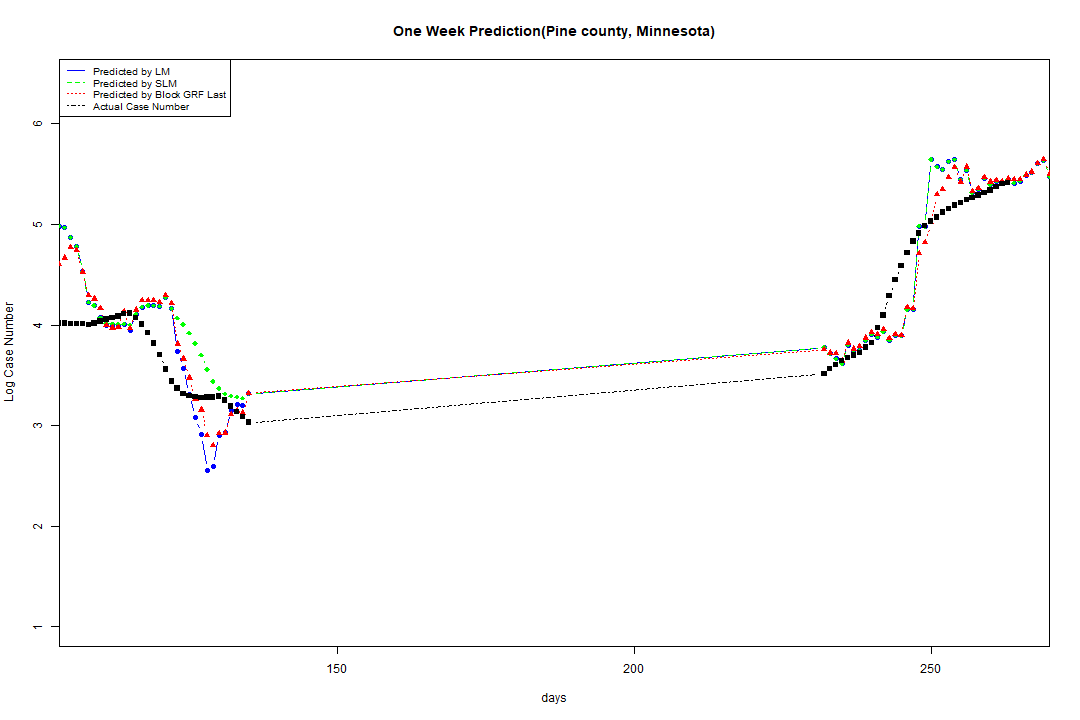 One Week Prediction(Pine county, Minnesota)
Predicted by LM
Predicted by SLM
Predicted by Block GRF Last
Actual Case Number
Log Case Number
6
5
4
3
2
1
150
200
250
days